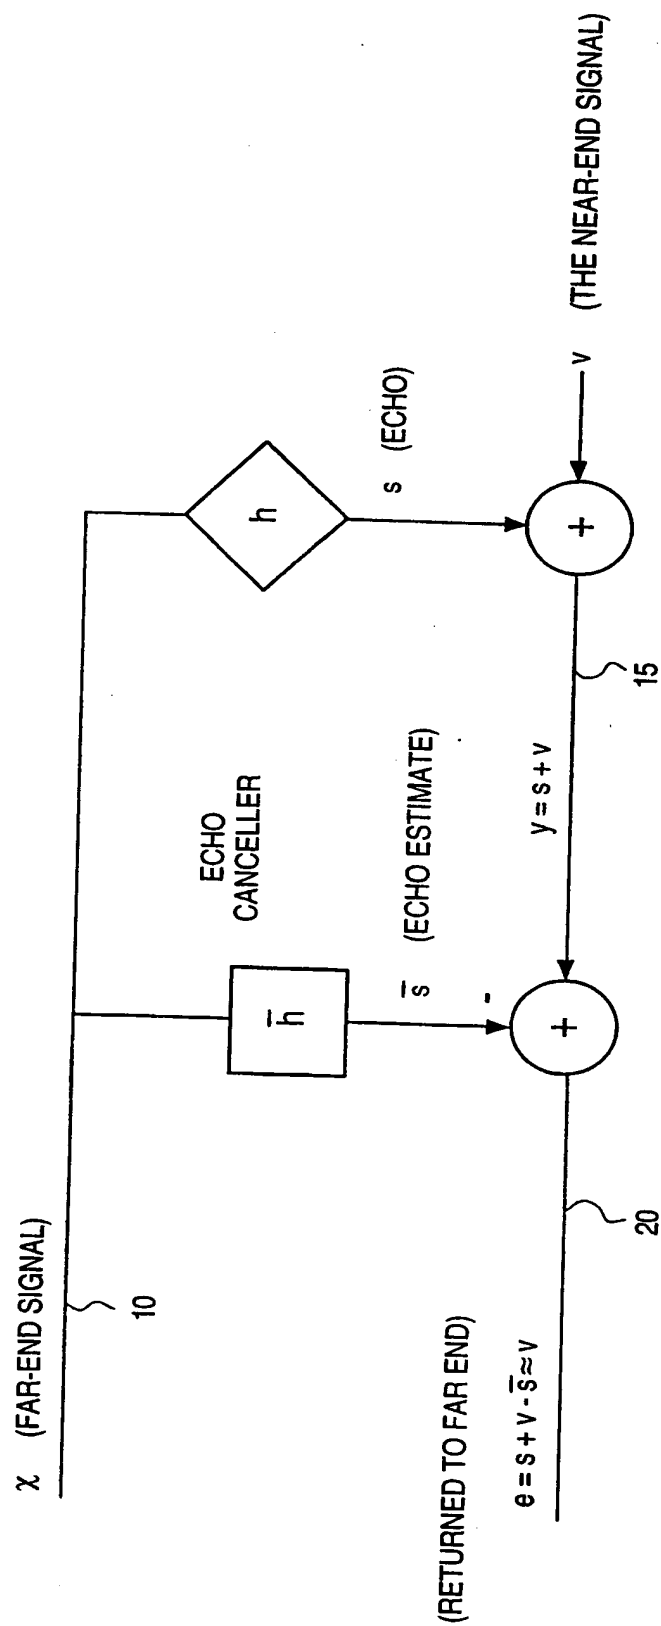 χ (FAR-END SIGNAL)
10
ECHO
CANCELLER
h̅
h
s̅ (ECHO ESTIMATE)
s (ECHO)
-
+
+
(RETURNED TO FAR END)
e = s + v - s̅ ≈ v
y = s + v
v (THE NEAR-END SIGNAL)
20
15